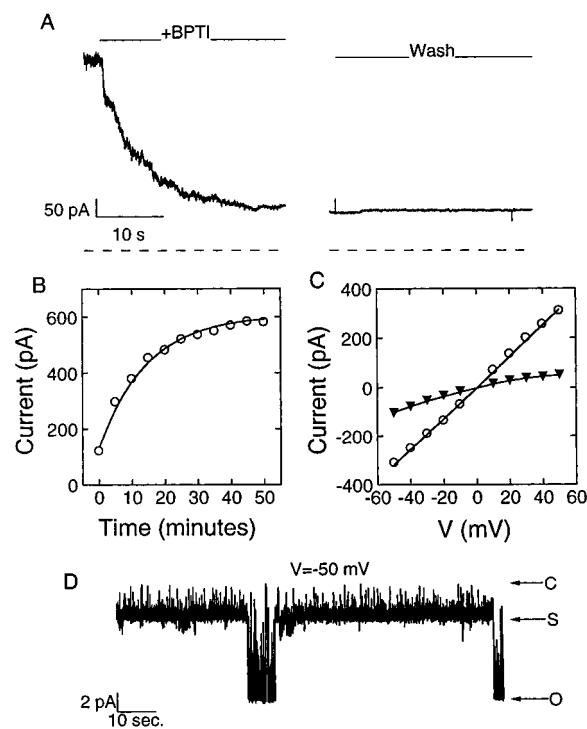 A
+BPTI
Wash
50 pA
10 s
B
Current (pA)
600
400
200
0
0 10 20 30 40 50
Time (minutes)
C
Current (pA)
400
200
0
-200
-400
-60 -40 -20 0 20 40 60
V (mV)
D
V=-50 mV
C
S
O
2 pA
10 sec.